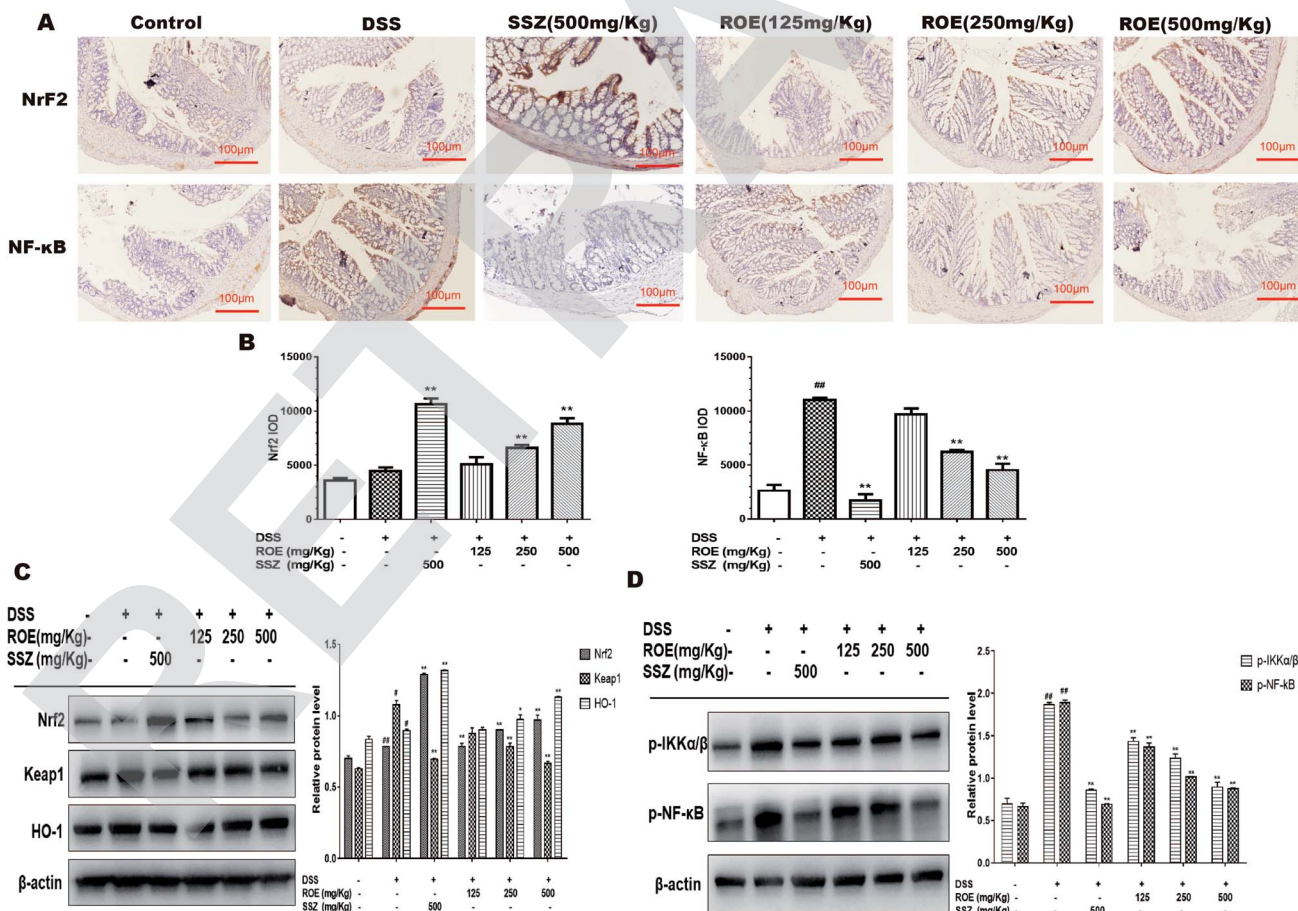 A
Control DSS SSZ(500mg/Kg) ROE(125mg/Kg) ROE(250mg/Kg) ROE(500mg/Kg)
NrF2
100μm 100μm 100μm 100μm 100μm 100μm
NF-κB
100μm 100μm 100μm 100μm 100μm 100μm
B
Nrf2 IOD
15000
10000
5000
0
** ** **
DSS - + + + + +
ROE (mg/Kg) - - - 125 250 500
SSZ (mg/Kg) - - 500 - - -
NF-κB IOD
15000
10000
5000
0
## ** ** **
- + + + + +
- - - 125 250 500
- - 500 - - -
C
DSS - + + + + +
ROE(mg/Kg)- - - 125 250 500
SSZ (mg/Kg)- - 500 - - -
Nrf2
Keap1
HO-1
β-actin
Relative protein level
1.5
1.0
0.5
0.0
## # # ** ** ** ** ** ** * ** ** **
Nrf2
Keap1
HO-1
DSS - + + + + +
ROE (mg/Kg) - - - 125 250 500
SSZ (mg/Kg) - - 500 - - -
D
DSS - + + + + +
ROE(mg/Kg)- - - 125 250 500
SSZ (mg/Kg)- - 500 - - -
p-IKKα/β
p-NF-κB
β-actin
Relative protein level
2.5
2.0
1.5
1.0
0.5
0.0
## ## ** ** ** ** ** ** ** **
p-IKKα/β
p-NF-kB
DSS - + + + + +
ROE (mg/Kg) - - - 125 250 500
SSZ (mg/Kg) - - 500 - - -
RETRA